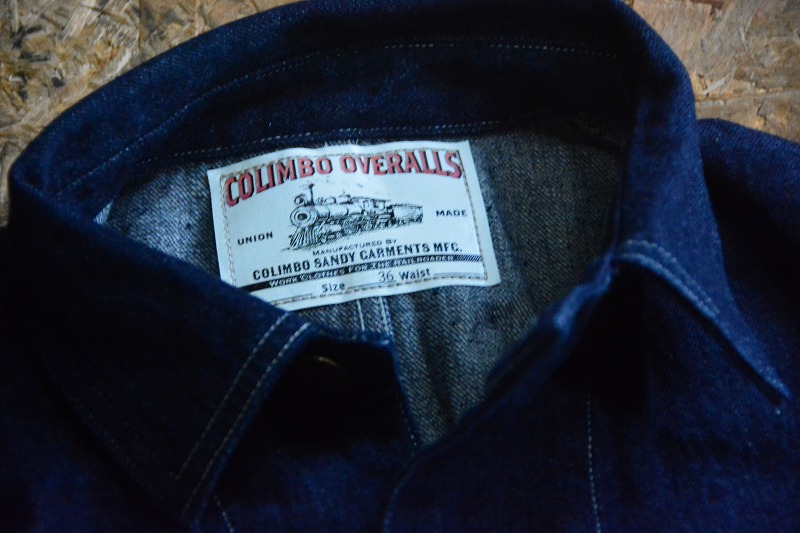 COLIMBO OVERALLS
UNION MADE
MANUFACTURED BY
COLIMBO SANDY GARMENTS MFG.
WORK CLOTHES FOR THE RAILROADER
Size 36 Waist